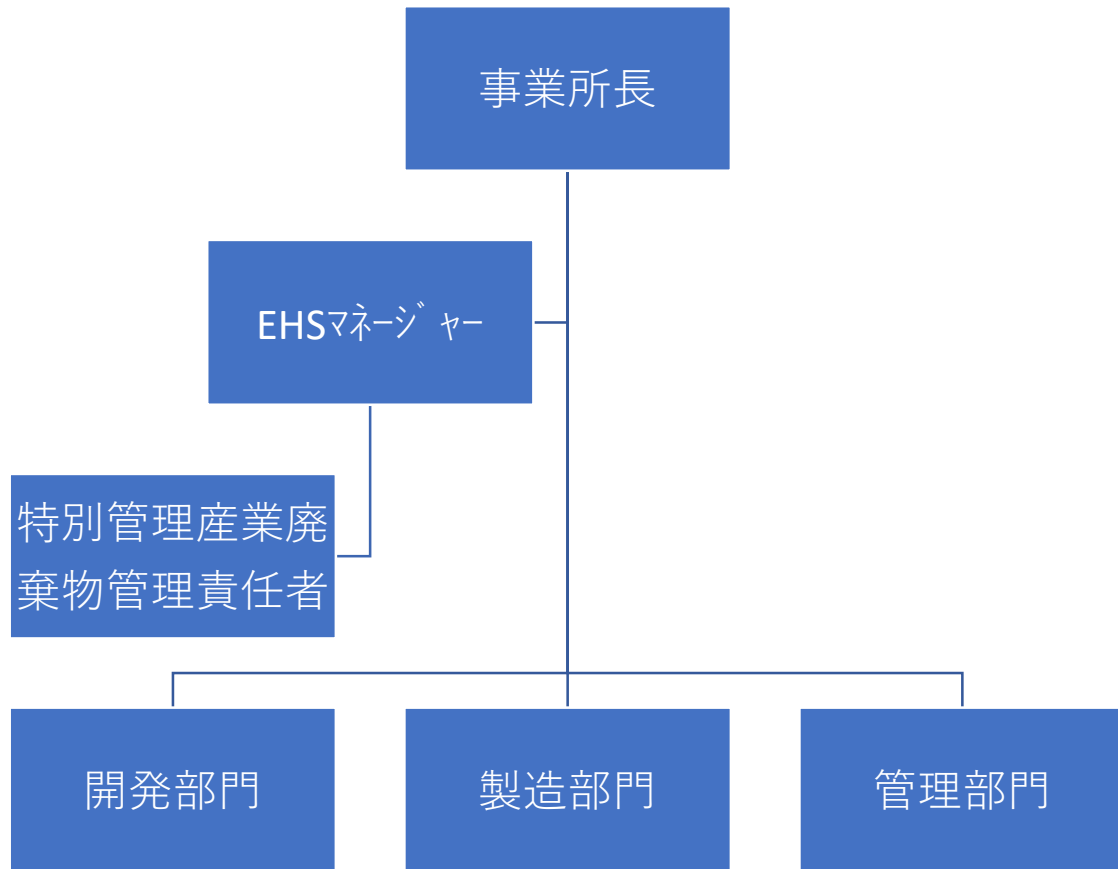 事業所長
EHSﾏﾈｰｼﾞｬｰ
特別管理産業廃
棄物管理責任者
開発部門
製造部門
管理部門